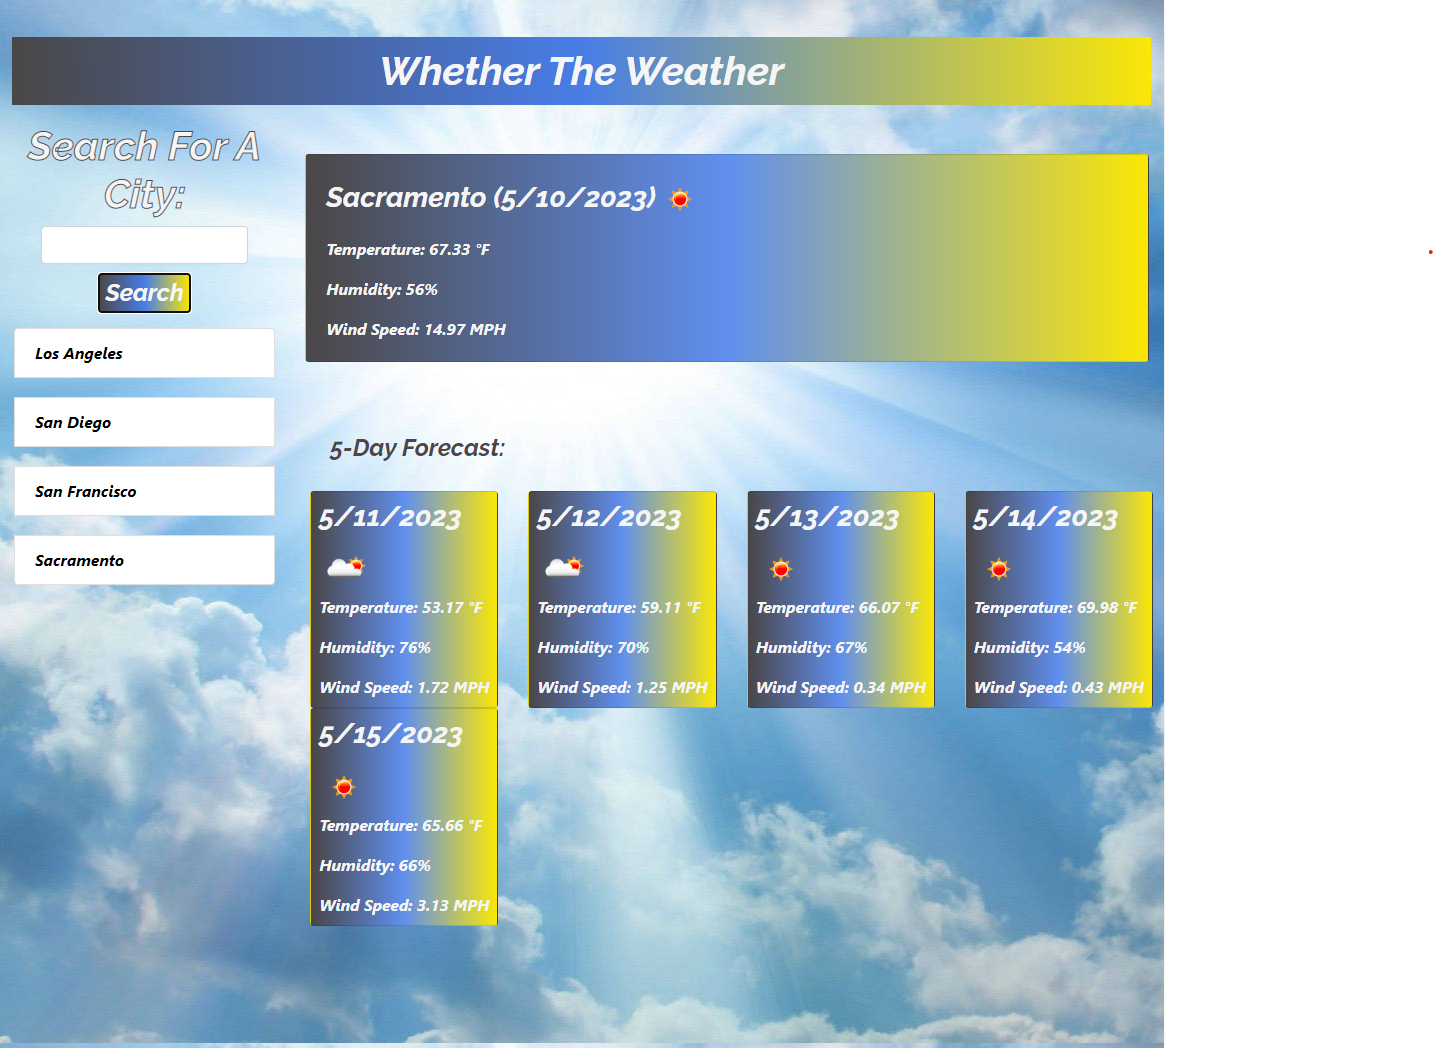 Whether The Weather
Search For A
City:
Search
Los Angeles
San Diego
San Francisco
Sacramento
Sacramento (5/10/2023)
Temperature: 67.33 °F
Humidity: 56%
Wind Speed: 14.97 MPH
5-Day Forecast:
5/11/2023
Temperature: 53.17 °F
Humidity: 76%
Wind Speed: 1.72 MPH
5/12/2023
Temperature: 59.11 °F
Humidity: 70%
Wind Speed: 1.25 MPH
5/13/2023
Temperature: 66.07 °F
Humidity: 67%
Wind Speed: 0.34 MPH
5/14/2023
Temperature: 69.98 °F
Humidity: 54%
Wind Speed: 0.43 MPH
5/15/2023
Temperature: 65.66 °F
Humidity: 66%
Wind Speed: 3.13 MPH